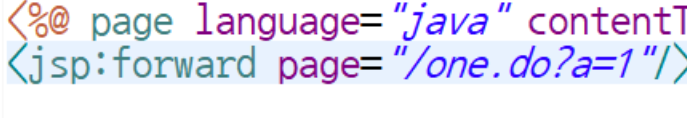 <%@ page language="java" contentT
<jsp:forward page="/one.do?a=1"/>